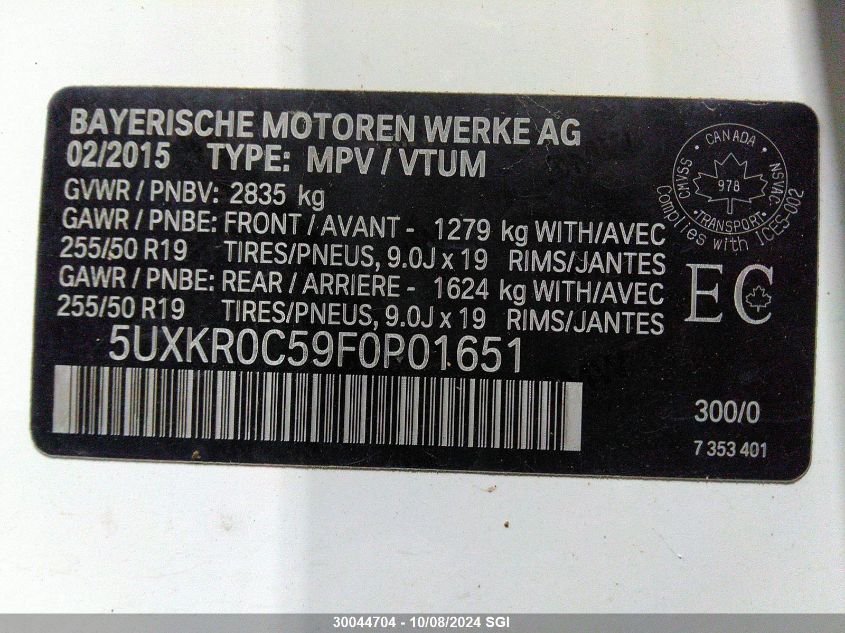 BAYERISCHE MOTOREN WERKE AG
02/2015 TYPE: MPV / VTUM
GVWR / PNBV: 2835 kg
GAWR / PNBE: FRONT / AVANT - 1279 kg WITH/AVEC
255/50 R19 TIRES/PNEUS, 9.0J x 19 RIMS/JANTES
GAWR / PNBE: REAR / ARRIÈRE - 1624 kg WITH/AVEC
255/50 R19 TIRES/PNEUS, 9.0J x 19 RIMS/JANTES
5UXKR0C59F0P01651
CANADA
CMVSS NSVAC
978
TRANSPORT
Complies with ICES-002
EC
300/0
7 353 401
30044704 - 10/08/2024 SGI